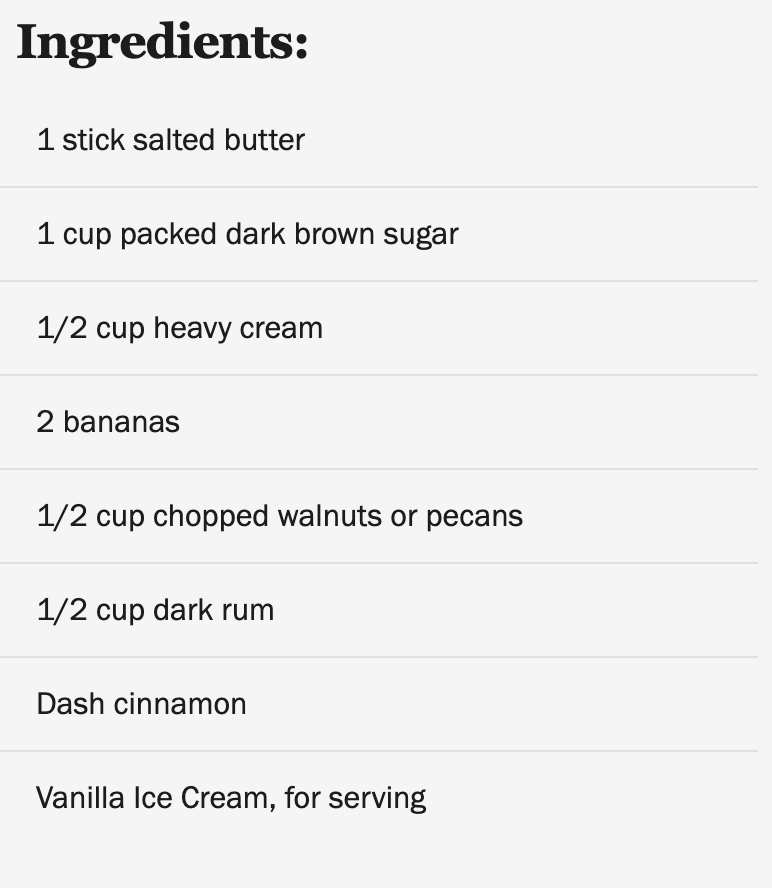 Ingredients:
1 stick salted butter
1 cup packed dark brown sugar
1/2 cup heavy cream
2 bananas
1/2 cup chopped walnuts or pecans
1/2 cup dark rum
Dash cinnamon
Vanilla Ice Cream, for serving